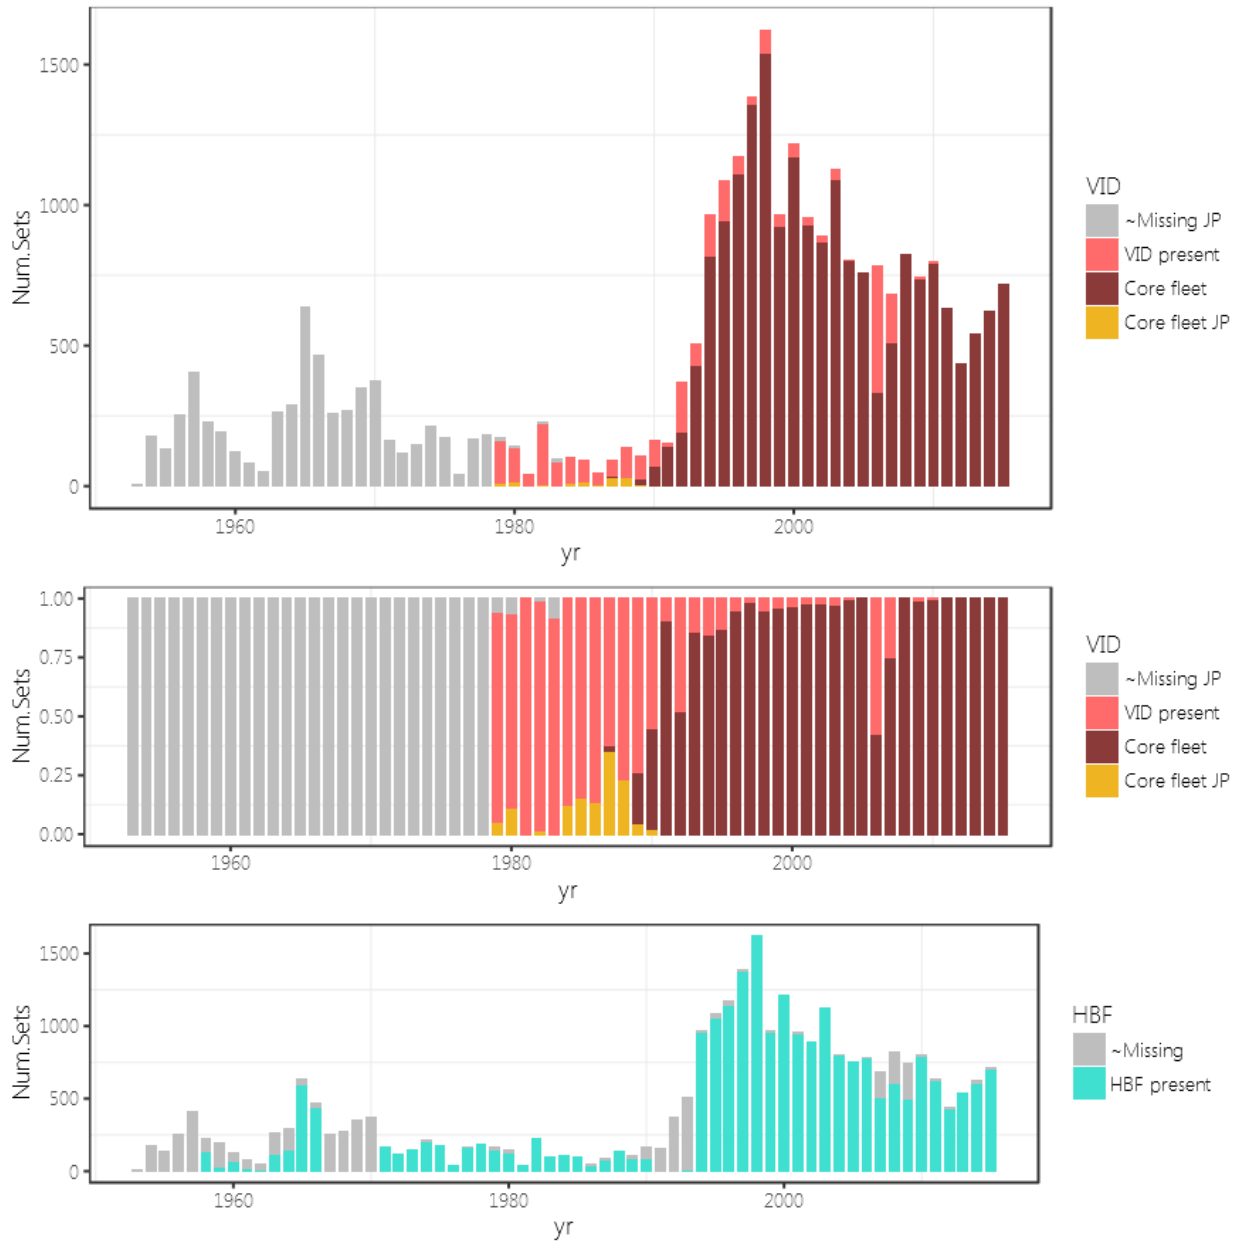 1500
1000
500
0
Num.Sets
1960
1980
2000
yr
VID
~Missing JP
VID present
Core fleet
Core fleet JP
1.00
0.75
0.50
0.25
0.00
Num.Sets
1960
1980
2000
yr
VID
~Missing JP
VID present
Core fleet
Core fleet JP
1500
1000
500
0
Num.Sets
1960
1980
2000
yr
HBF
~Missing
HBF present